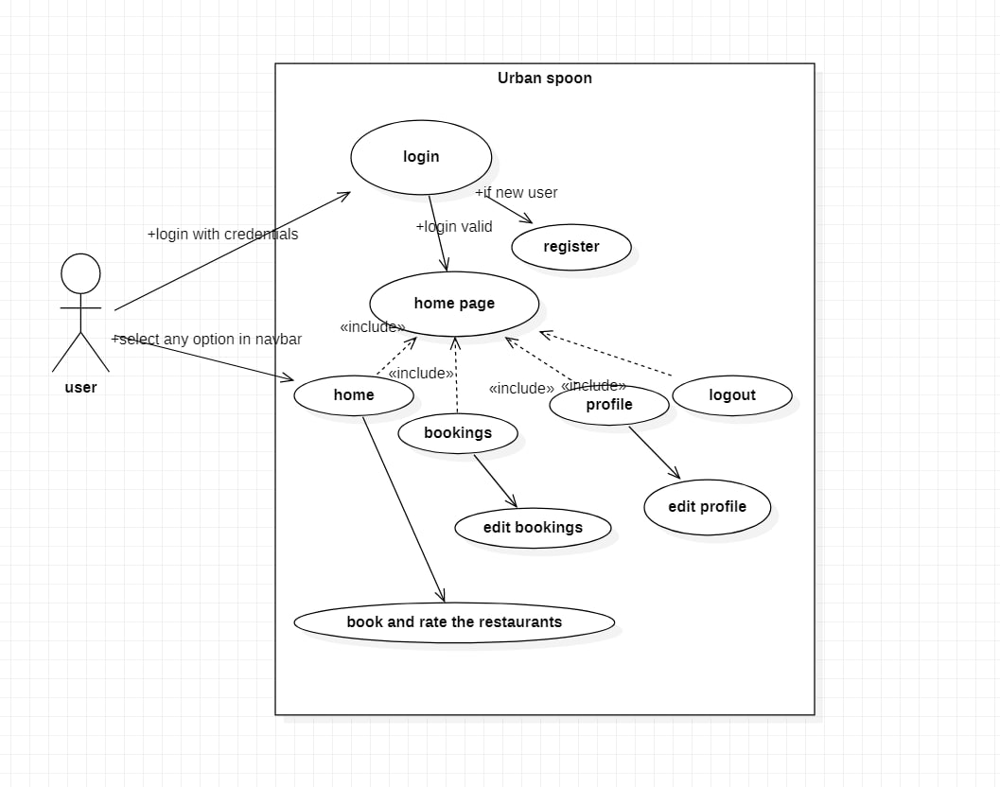 Urban spoon
login
+if new user
+login with credentials
+login valid
register
home page
«include»
+select any option in navbar
user
«include»
«include»
«include»
home
bookings
profile
logout
edit profile
edit bookings
book and rate the restaurants